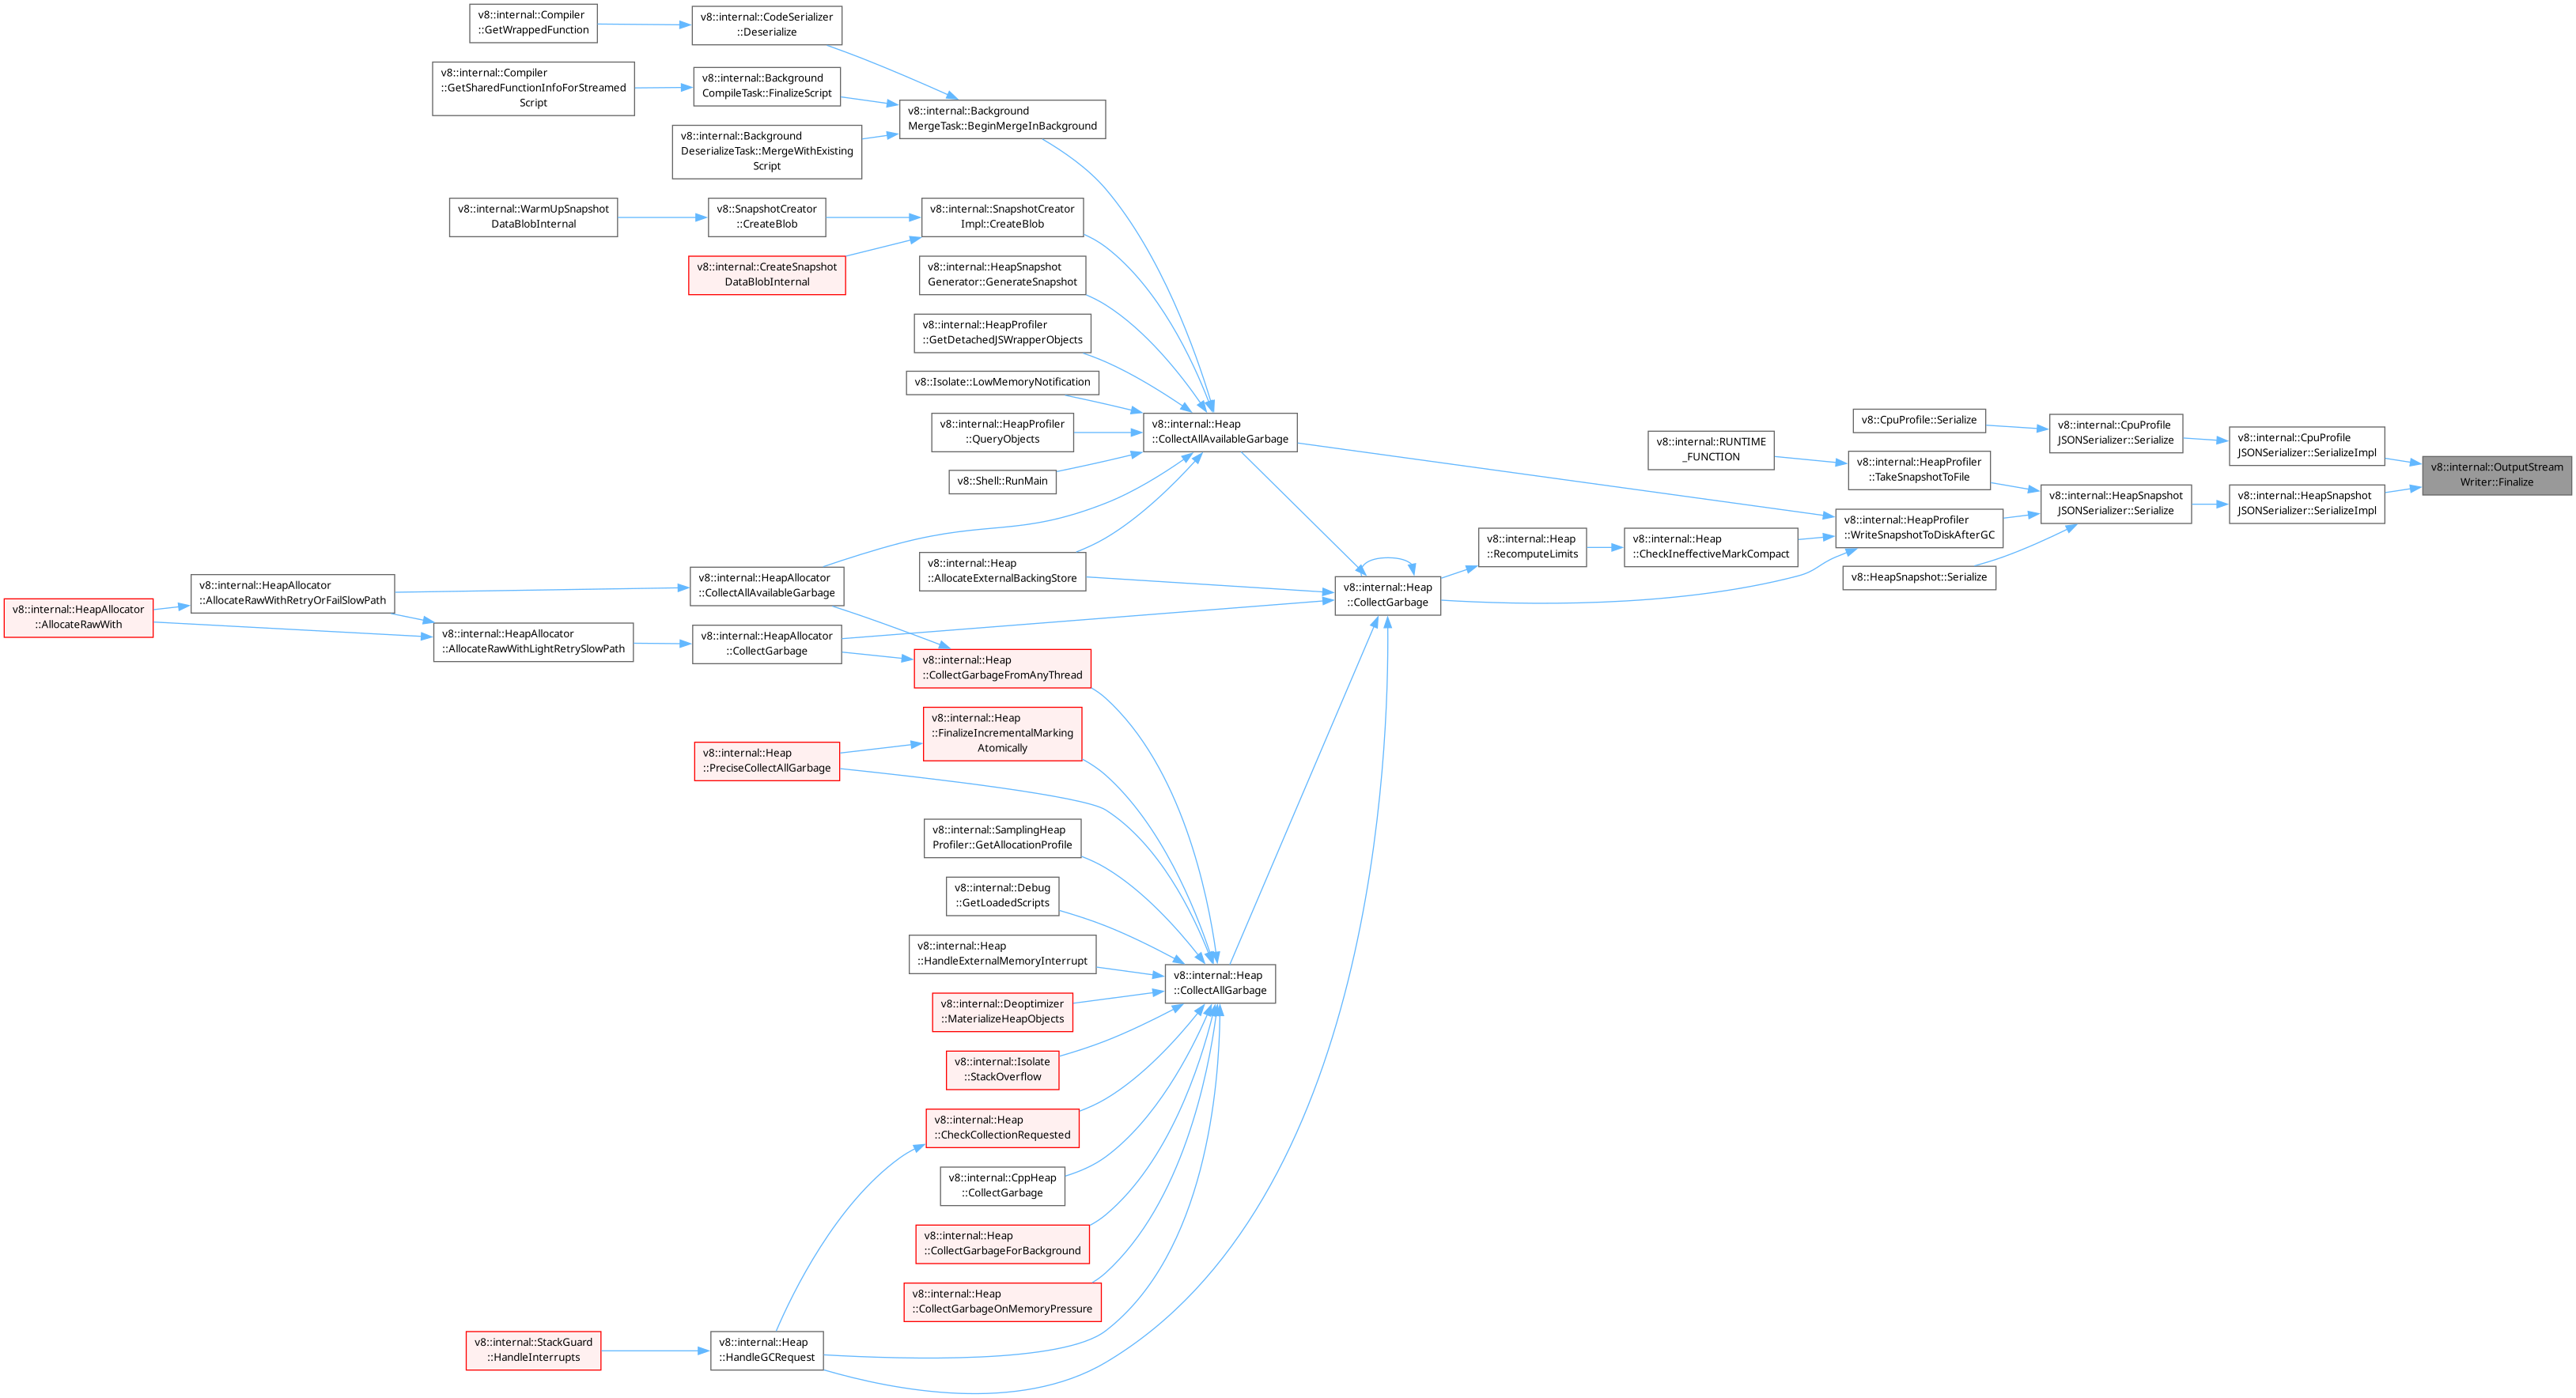 v8::internal::Compiler
::GetWrappedFunction
v8::internal::CodeSerializer
::Deserialize
v8::internal::Compiler
::GetSharedFunctionInfoForStreamed
Script
v8::internal::Background
CompileTask::FinalizeScript
v8::internal::Background
MergeTask::BeginMergeInBackground
v8::internal::Background
DeserializeTask::MergeWithExisting
Script
v8::internal::WarmUpSnapshot
DataBlobInternal
v8::SnapshotCreator
::CreateBlob
v8::internal::SnapshotCreator
Impl::CreateBlob
v8::internal::CreateSnapshot
DataBlobInternal
v8::internal::HeapSnapshot
Generator::GenerateSnapshot
v8::internal::HeapProfiler
::GetDetachedJSWrapperObjects
v8::Isolate::LowMemoryNotification
v8::internal::HeapProfiler
::QueryObjects
v8::Shell::RunMain
v8::internal::Heap
::CollectAllAvailableGarbage
v8::CpuProfile::Serialize
v8::internal::CpuProfile
JSONSerializer::Serialize
v8::internal::CpuProfile
JSONSerializer::SerializeImpl
v8::internal::RUNTIME
_FUNCTION
v8::internal::HeapProfiler
::TakeSnapshotToFile
v8::internal::OutputStream
Writer::Finalize
v8::internal::HeapSnapshot
JSONSerializer::Serialize
v8::internal::HeapSnapshot
JSONSerializer::SerializeImpl
v8::internal::HeapProfiler
::WriteSnapshotToDiskAfterGC
v8::internal::Heap
::RecomputeLimits
v8::internal::Heap
::CheckIneffectiveMarkCompact
v8::HeapSnapshot::Serialize
v8::internal::Heap
::AllocateExternalBackingStore
v8::internal::Heap
::CollectGarbage
v8::internal::HeapAllocator
::AllocateRawWith
v8::internal::HeapAllocator
::AllocateRawWithRetryOrFailSlowPath
v8::internal::HeapAllocator
::CollectAllAvailableGarbage
v8::internal::HeapAllocator
::AllocateRawWithLightRetrySlowPath
v8::internal::HeapAllocator
::CollectGarbage
v8::internal::Heap
::CollectGarbageFromAnyThread
v8::internal::Heap
::FinalizeIncrementalMarking
Atomically
v8::internal::Heap
::PreciseCollectAllGarbage
v8::internal::SamplingHeap
Profiler::GetAllocationProfile
v8::internal::Debug
::GetLoadedScripts
v8::internal::Heap
::HandleExternalMemoryInterrupt
v8::internal::Heap
::CollectAllGarbage
v8::internal::Deoptimizer
::MaterializeHeapObjects
v8::internal::Isolate
::StackOverflow
v8::internal::Heap
::CheckCollectionRequested
v8::internal::CppHeap
::CollectGarbage
v8::internal::Heap
::CollectGarbageForBackground
v8::internal::Heap
::CollectGarbageOnMemoryPressure
v8::internal::StackGuard
::HandleInterrupts
v8::internal::Heap
::HandleGCRequest